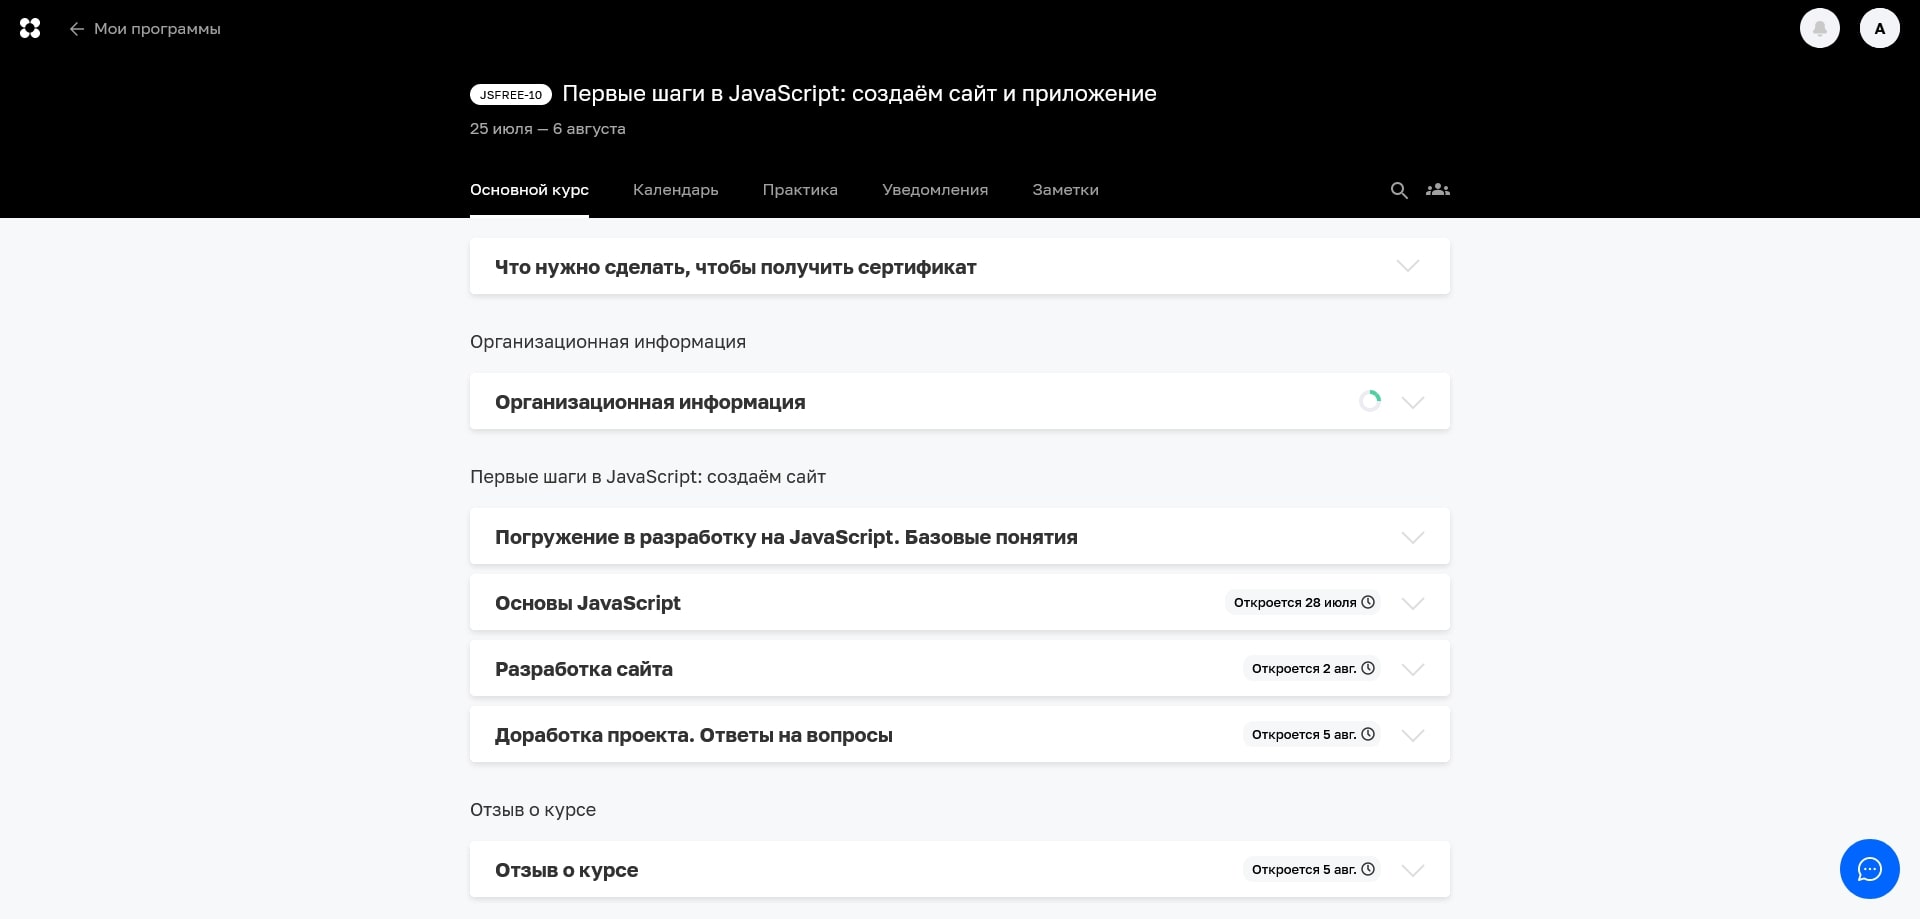 Мои программы
A
JSFREE-10 Первые шаги в JavaScript: создаём сайт и приложение
25 июля — 6 августа
Основной курс Календарь Практика Уведомления Заметки
Что нужно сделать, чтобы получить сертификат
Организационная информация
Организационная информация
Первые шаги в JavaScript: создаём сайт
Погружение в разработку на JavaScript. Базовые понятия
Основы JavaScript Откроется 28 июля
Разработка сайта Откроется 2 авг.
Доработка проекта. Ответы на вопросы Откроется 5 авг.
Отзыв о курсе
Отзыв о курсе Откроется 5 авг.